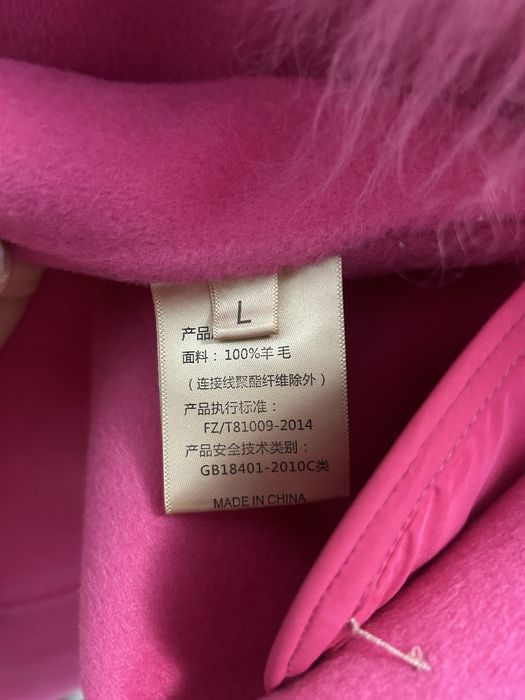 L
产品
面料：100%羊 毛
（连接线聚酯纤维除外）
产品执行标准：
FZ/T81009-2014
产品安全技术类别：
GB18401-2010C类
MADE IN CHINA